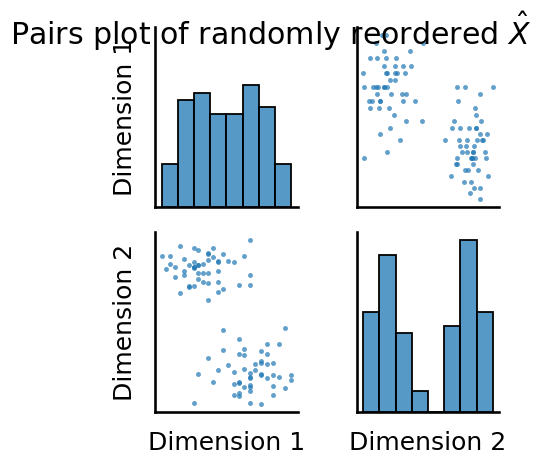 Pairs plot of randomly reordered X̂
Dimension 1
Dimension 2
Dimension 1
Dimension 2